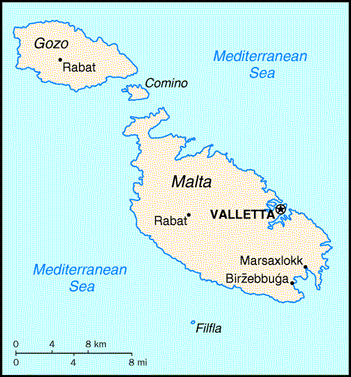 Gozo
Rabat
Mediterranean
Sea
Comino
Malta
VALLETTA
Rabat
Marsaxlokk
Birżebbuġa
Mediterranean
Sea
Filfla
0 4 8 km
0 4 8 mi